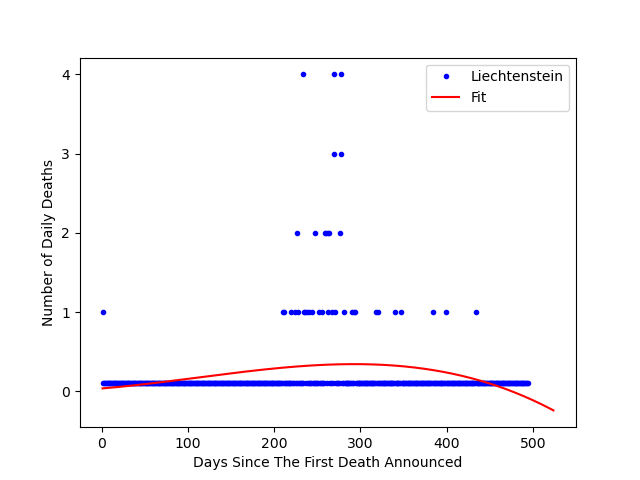 4
3
2
1
0
Number of Daily Deaths
Liechtenstein
Fit
0 100 200 300 400 500
Days Since The First Death Announced